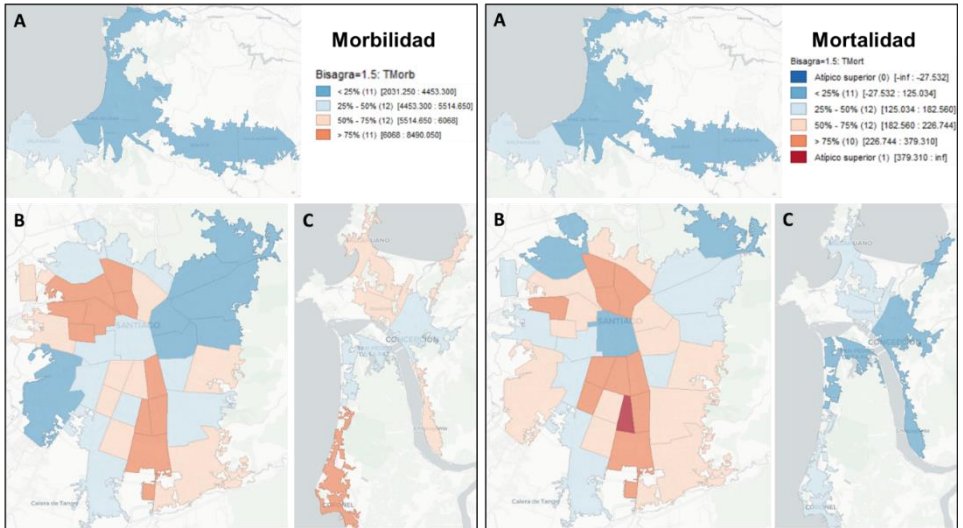 A
Morbilidad
Bisagra=1.5: TMorb
< 25% (11) [2031.250 : 4453.300]
25% - 50% (12) [4453.300 : 5514.650]
50% - 75% (12) [5514.650 : 6068]
> 75% (11) [6068 : 8490.050]
B
SANTIAGO
Calera de Tango
C
CONCEPCIÓN
CORONEL
A
Mortalidad
Bisagra=1.5: TMort
Atípico superior (0) [-inf : -27.532]
< 25% (11) [-27.532 : 125.034]
25% - 50% (12) [125.034 : 182.560]
50% - 75% (12) [182.560 : 226.744]
> 75% (10) [226.744 : 379.310]
Atípico superior (1) [379.310 : inf]
B
SANTIAGO
Calera de Tango
C
CONCEPCIÓN
CORONEL